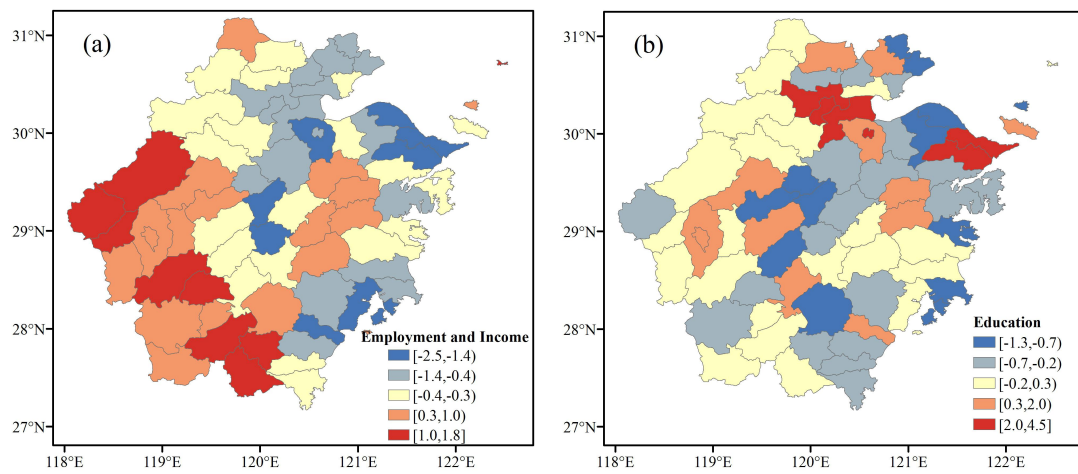 (a)
31°N
30°N
29°N
28°N
27°N
118°E
119°E
120°E
121°E
122°E
Employment and Income
[-2.5,-1.4)
[-1.4,-0.4)
[-0.4,-0.3)
[0.3,1.0)
[1.0,1.8]
(b)
31°N
30°N
29°N
28°N
27°N
118°E
119°E
120°E
121°E
122°E
Education
[-1.3,-0.7)
[-0.7,-0.2)
[-0.2,0.3)
[0.3,2.0)
[2.0,4.5]